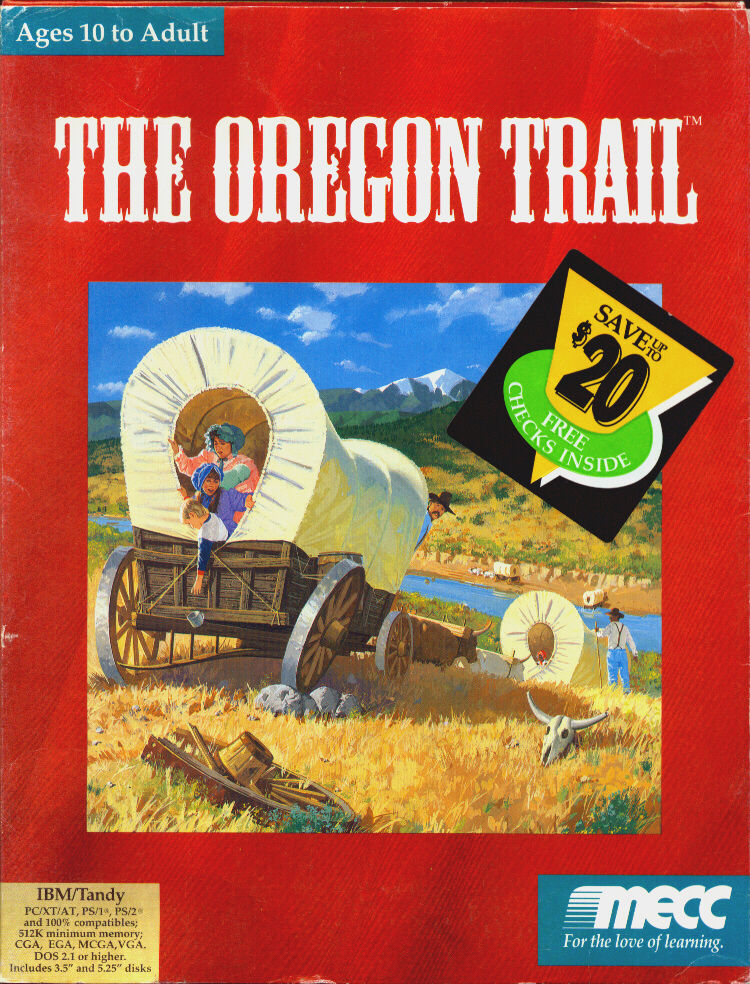 Ages 10 to Adult
THE OREGON TRAIL™
SAVE UP TO
$20
FREE
CHECKS INSIDE
IBM/Tandy
PC/XT/AT, PS/1®, PS/2®
and 100% compatibles;
512K minimum memory;
CGA, EGA, MCGA,VGA.
DOS 2.1 or higher.
Includes 3.5" and 5.25" disks
mecc
For the love of learning.